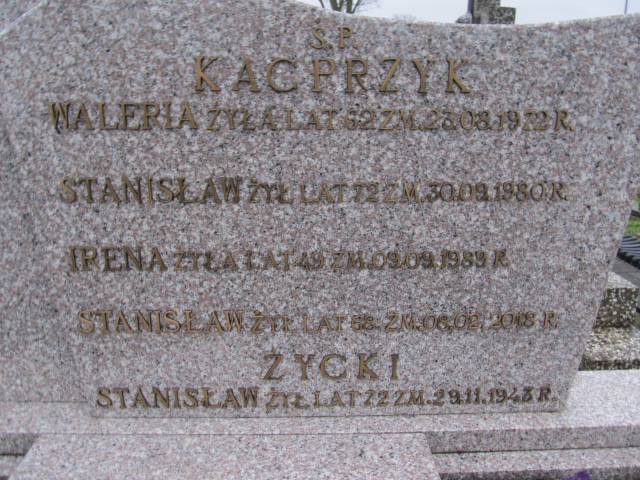 Ś.P.
KACPRZYK
WALERIA ŻYŁA LAT 62 ZM. 28.08.1972 R.
STANISŁAW ŻYŁ LAT 72 ZM. 30.09.1980 R.
IRENA ŻYŁA LAT 49 ZM. 09.09.1989 R.
STANISŁAW ŻYŁ LAT 68. ZM. 06,02, 2018 R.
ŻYCKI
STANISŁAW ŻYŁ LAT 72 ZM. 29.11.1943 R.